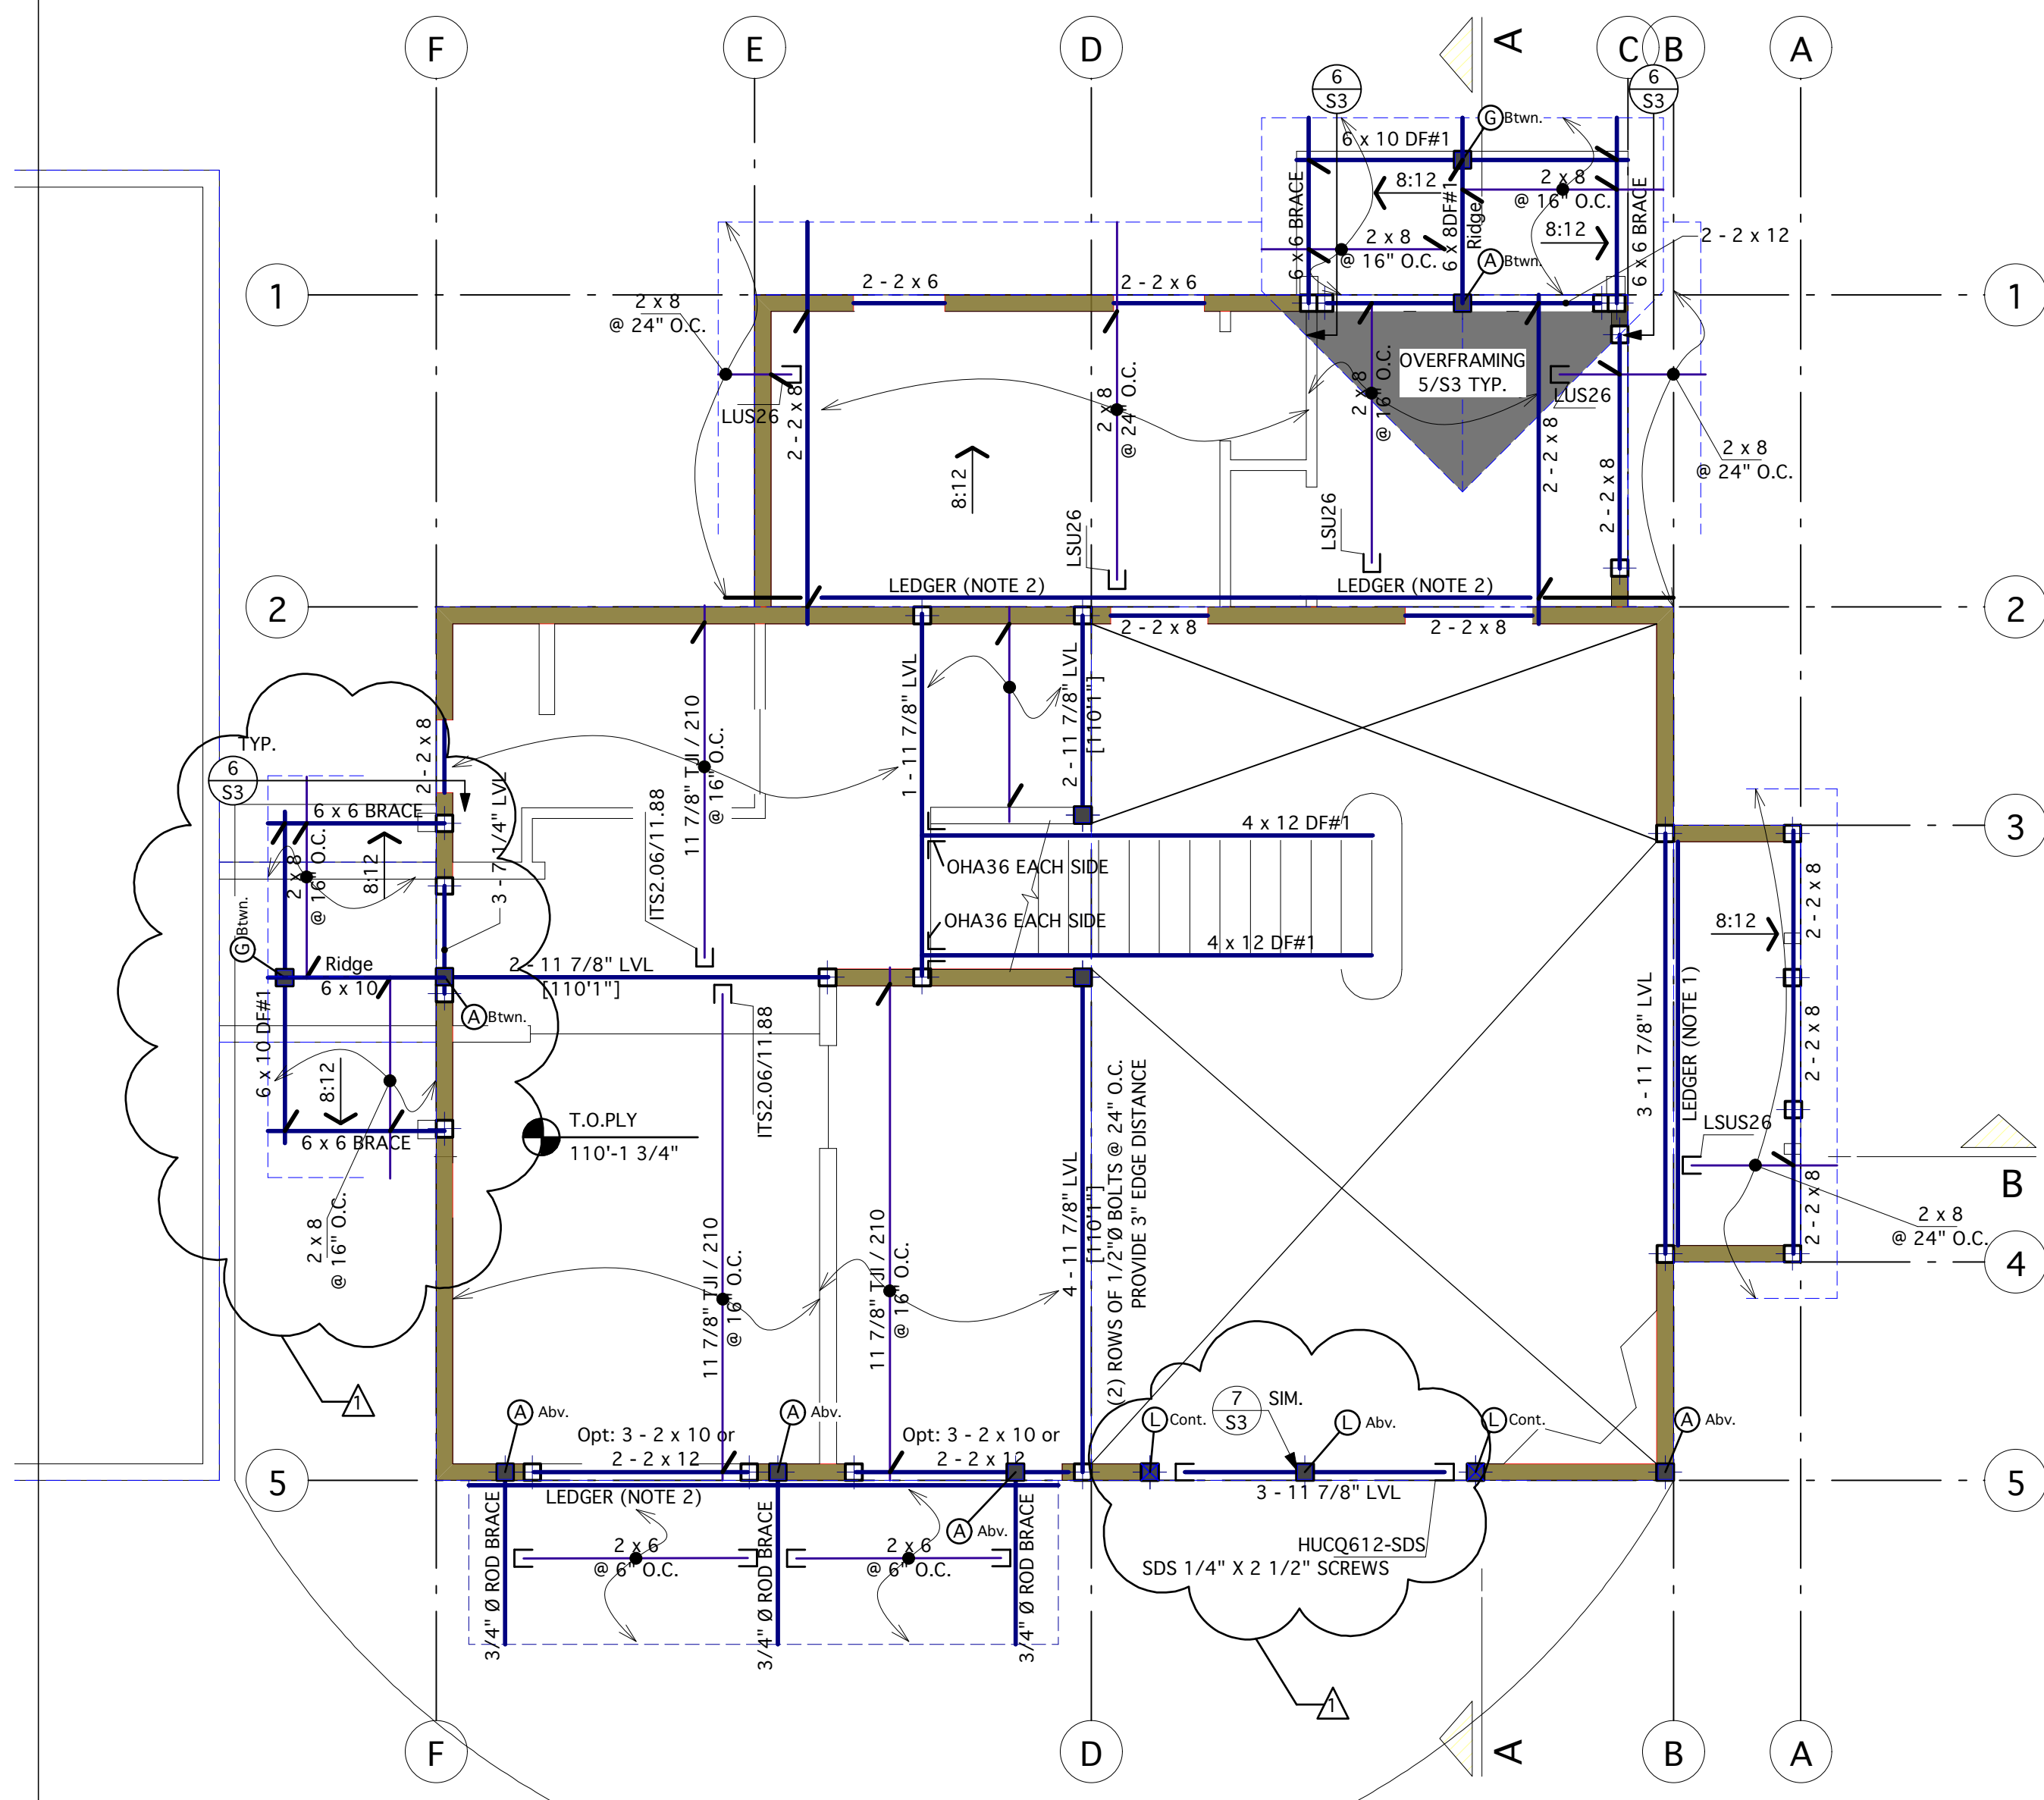 F
E
D
A
C
B
A
6
S3
6
S3
G Btwn.
6 x 10 DF#1
8:12
2 x 8
@ 16" O.C.
6 x 6 BRACE
6 x 8DF#1
Ridge
6 x 6 BRACE
8:12
2 x 8
@ 16" O.C.
A Btwn.
2 - 2 x 12
1
2 x 8
@ 24" O.C.
2 - 2 x 6
2 - 2 x 6
1
OVERFRAMING
5/S3 TYP.
LUS26
2 - 2 x 8
2 x 8
@ 24" O.C.
2 x 8
@ 16" O.C.
LUS26
2 - 2 x 8
2 - 2 x 8
2 x 8
@ 24" O.C.
8:12
LSU26
LSU26
LEDGER (NOTE 2)
LEDGER (NOTE 2)
2
2 - 2 x 8
2 - 2 x 8
2
TYP.
6
S3
2 - 2 x 8
3 - 7 1/4" LVL
11 7/8" TJI / 210
@ 16" O.C.
1 - 11 7/8" LVL
2 - 11 7/8" LVL
[110'1"]
6 x 6 BRACE
2 x 8
@ 16" O.C.
8:12
ITS2.06/11.88
4 x 12 DF#1
3
OHA36 EACH SIDE
OHA36 EACH SIDE
4 x 12 DF#1
8:12
2 - 2 x 8
G Btwn.
Ridge
6 x 10
2 - 11 7/8" LVL
[110'1"]
A Btwn.
6 x 10 DF#1
8:12
ITS2.06/11.88
3 - 11 7/8" LVL
LEDGER (NOTE 1)
2 - 2 x 8
LSUS26
6 x 6 BRACE
T.O.PLY
110'-1 3/4"
B
2 x 8
@ 16" O.C.
11 7/8" TJI / 210
@ 16" O.C.
11 7/8" TJI / 210
@ 16" O.C.
4 - 11 7/8" LVL
[110'1"]
(2) ROWS OF 1/2"Ø BOLTS @ 24" O.C.
PROVIDE 3" EDGE DISTANCE
2 - 2 x 8
2 x 8
@ 24" O.C.
4
1
A Abv.
A Abv.
Opt: 3 - 2 x 10 or
2 - 2 x 12
Opt: 3 - 2 x 10 or
2 - 2 x 12
L Cont.
7
S3
SIM.
L Abv.
L Cont.
A Abv.
5
LEDGER (NOTE 2)
3 - 11 7/8" LVL
5
A Abv.
3/4" Ø ROD BRACE
2 x 6
@ 6" O.C.
3/4" Ø ROD BRACE
2 x 6
@ 6" O.C.
3/4" Ø ROD BRACE
HUCQ612-SDS
SDS 1/4" X 2 1/2" SCREWS
1
F
D
A
B
A